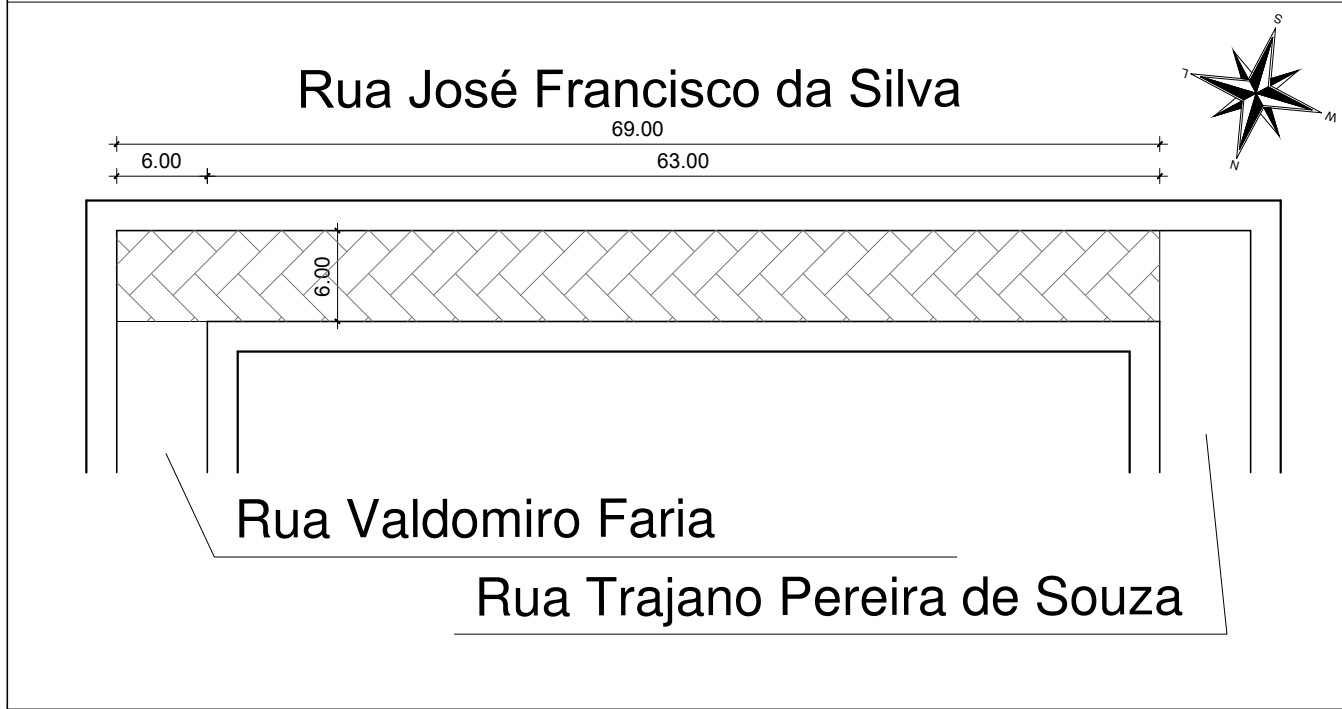 S
Rua José Francisco da Silva
L
W
69.00
6.00
63.00
N
6.00
Rua Valdomiro Faria
Rua Trajano Pereira de Souza